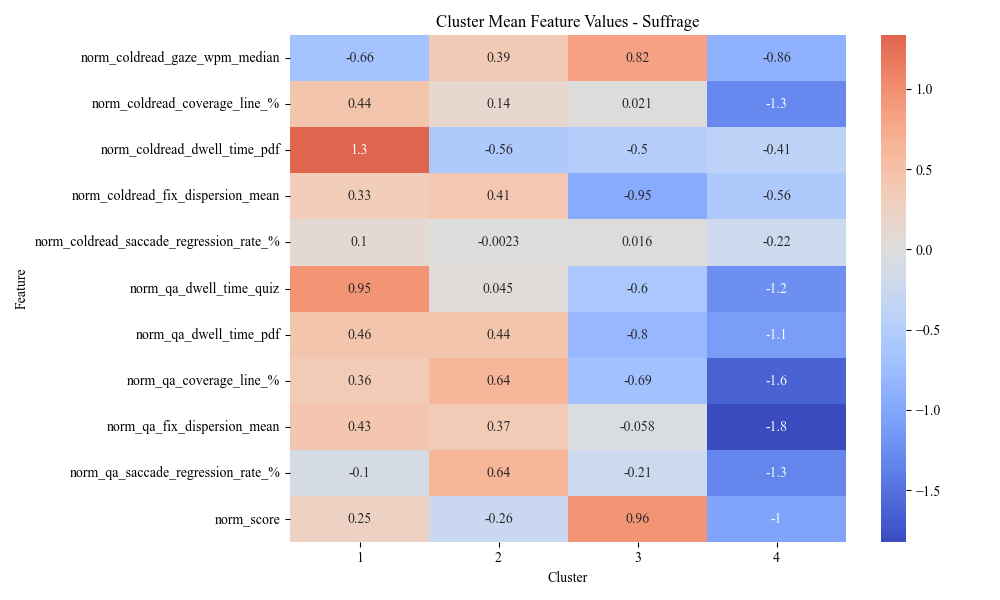 Cluster Mean Feature Values - Suffrage
Feature
norm_coldread_gaze_wpm_median -0.66 0.39 0.82 -0.86
norm_coldread_coverage_line_% 0.44 0.14 0.021 -1.3
norm_coldread_dwell_time_pdf 1.3 -0.56 -0.5 -0.41
norm_coldread_fix_dispersion_mean 0.33 0.41 -0.95 -0.56
norm_coldread_saccade_regression_rate_% 0.1 -0.0023 0.016 -0.22
norm_qa_dwell_time_quiz 0.95 0.045 -0.6 -1.2
norm_qa_dwell_time_pdf 0.46 0.44 -0.8 -1.1
norm_qa_coverage_line_% 0.36 0.64 -0.69 -1.6
norm_qa_fix_dispersion_mean 0.43 0.37 -0.058 -1.8
norm_qa_saccade_regression_rate_% -0.1 0.64 -0.21 -1.3
norm_score 0.25 -0.26 0.96 -1
1 2 3 4
Cluster
1.0
0.5
0.0
−0.5
−1.0
−1.5